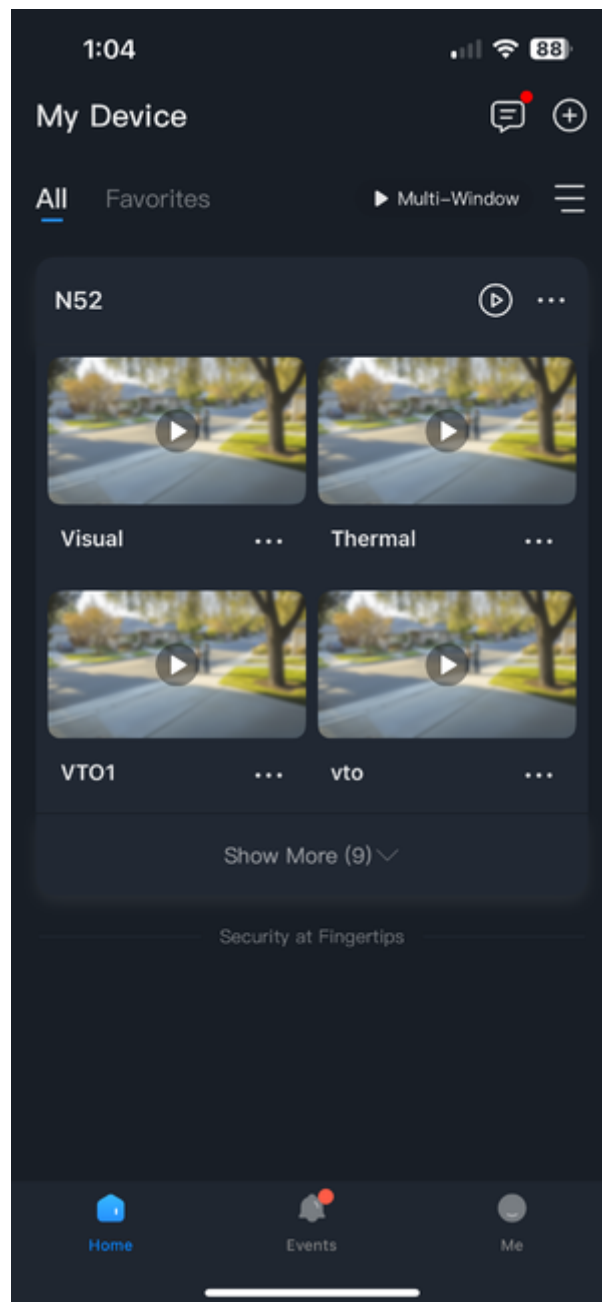 1:04
88
My Device
All
Favorites
Multi-Window
N52
Visual
Thermal
VTO1
vto
Show More (9)
Security at Fingertips
Home
Events
Me